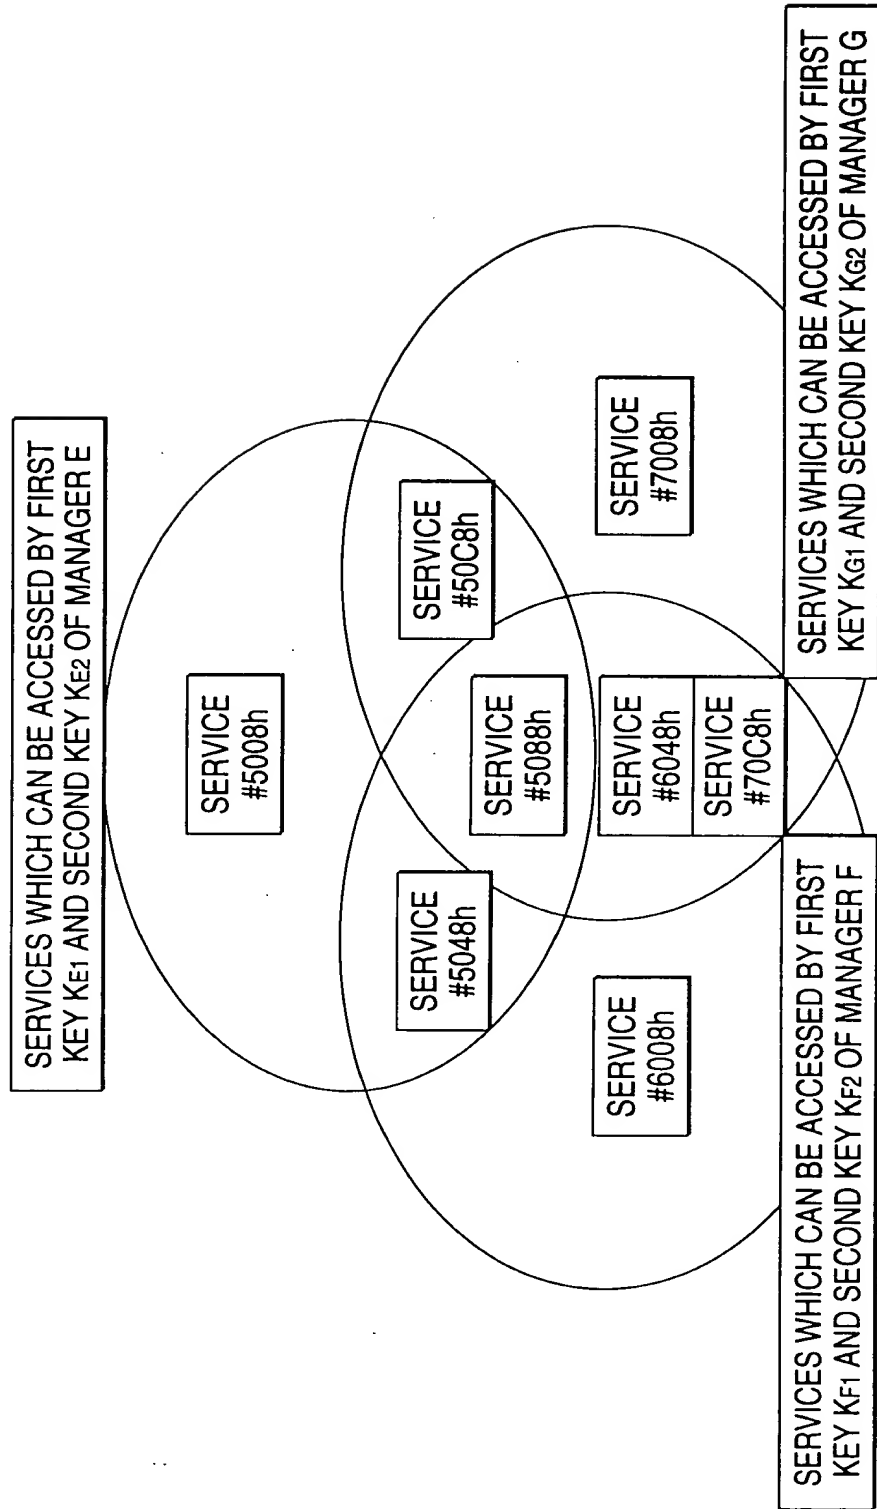 SERVICES WHICH CAN BE ACCESSED BY FIRST
KEY KE1 AND SECOND KEY KE2 OF MANAGER E
SERVICE
#5008h
SERVICE
#5048h
SERVICE
#50C8h
SERVICE
#5088h
SERVICE
#6008h
SERVICE
#6048h
SERVICE
#70C8h
SERVICE
#7008h
SERVICES WHICH CAN BE ACCESSED BY FIRST
KEY KF1 AND SECOND KEY KF2 OF MANAGER F
SERVICES WHICH CAN BE ACCESSED BY FIRST
KEY KG1 AND SECOND KEY KG2 OF MANAGER G